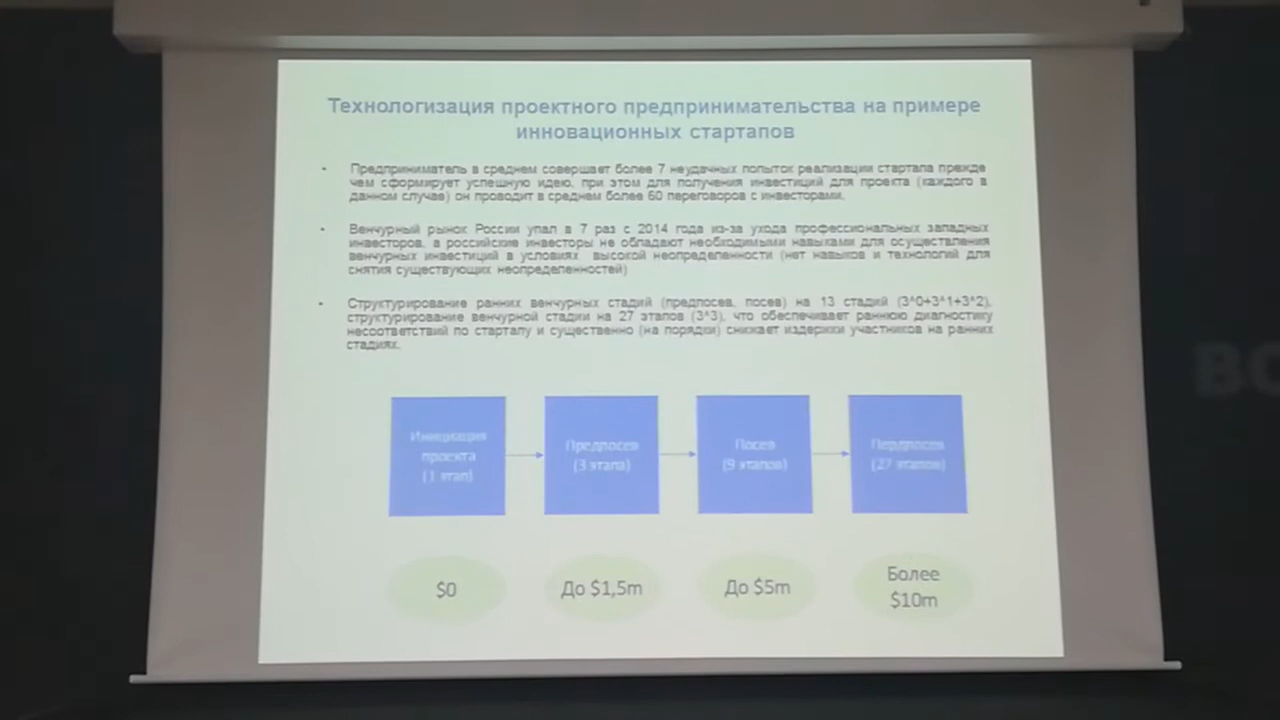 Технологизация проектного предпринимательства на примере
инновационных стартапов
• Предприниматель в среднем совершает более 7 неудачных попыток реализации стартапа прежде
чем сформирует успешную идею, при этом для получения инвестиций для проекта (каждого в
данном случае) он проводит в среднем более 60 переговоров с инвесторами.
• Венчурный рынок России упал в 7 раз с 2014 года из-за ухода профессиональных западных
инвесторов, а российские инвесторы не обладают необходимыми навыками для осуществления
венчурных инвестиций в условиях высокой неопределенности (нет навыков и технологий для
снятия существующих неопределенностей)
• Структурирование ранних венчурных стадий (предпосев, посев) на 13 стадий (3^0+3^1+3^2),
структурирование венчурной стадии на 27 этапов (3^3), что обеспечивает раннюю диагностику
несоответствий по стартапу и существенно (на порядки) снижает издержки участников на ранних
стадиях.
Инициация
проекта
(1 этап)
Предпосев
(3 этапа)
Посев
(9 этапов)
(27 этапов)
$0
До $1,5m
До $5m
Более
$10m
ВО